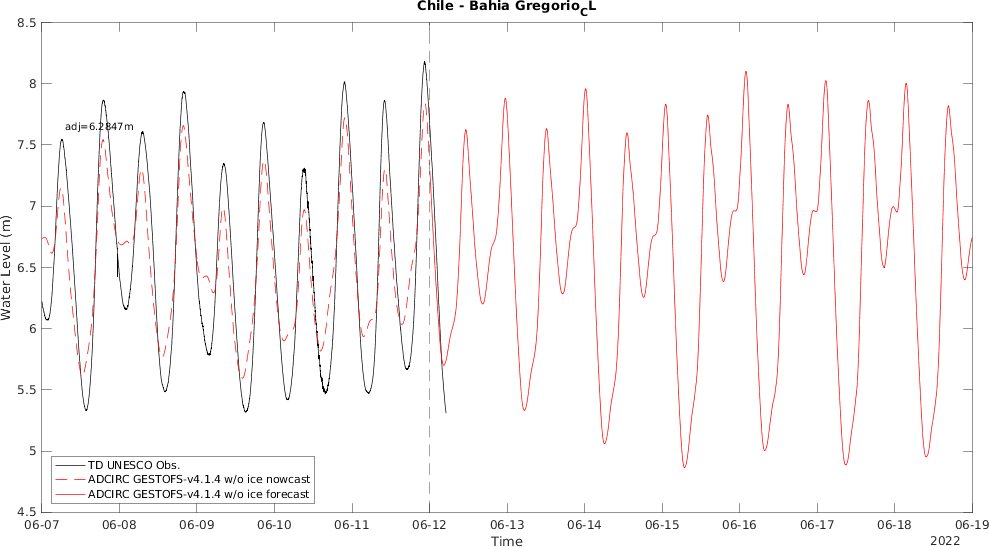 Chile - Bahia Gregorio_CL
8.5
8
7.5
7
6.5
6
5.5
5
4.5
Water Level (m)
adj=6.2847m
TD UNESCO Obs.
ADCIRC GESTOFS-v4.1.4 w/o ice nowcast
ADCIRC GESTOFS-v4.1.4 w/o ice forecast
06-07 06-08 06-09 06-10 06-11 06-12 06-13 06-14 06-15 06-16 06-17 06-18 06-19
Time
2022